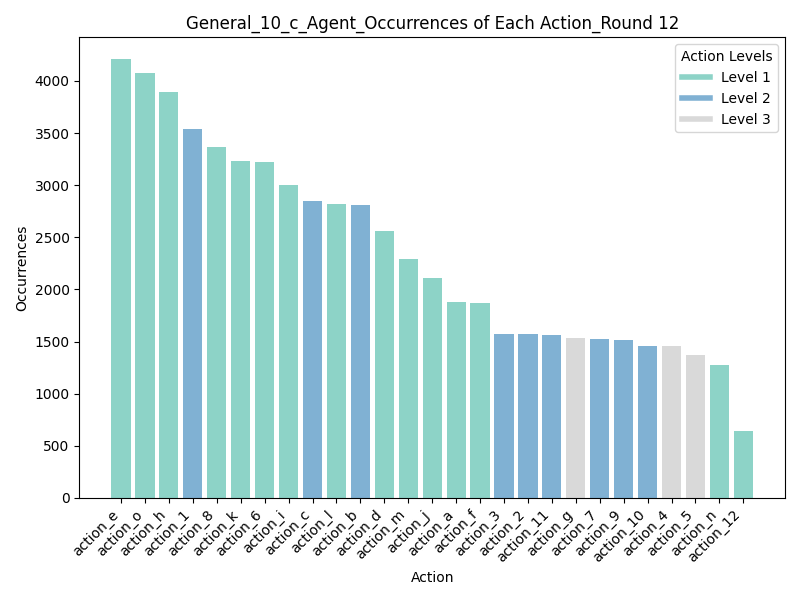 General_10_c_Agent_Occurrences of Each Action_Round 12
Action Levels
Level 1
Level 2
Level 3
Occurrences
4000
3500
3000
2500
2000
1500
1000
500
0
action_e
action_o
action_h
action_1
action_8
action_k
action_6
action_i
action_c
action_l
action_b
action_d
action_m
action_j
action_a
action_f
action_3
action_2
action_11
action_g
action_7
action_9
action_10
action_4
action_5
action_n
action_12
Action